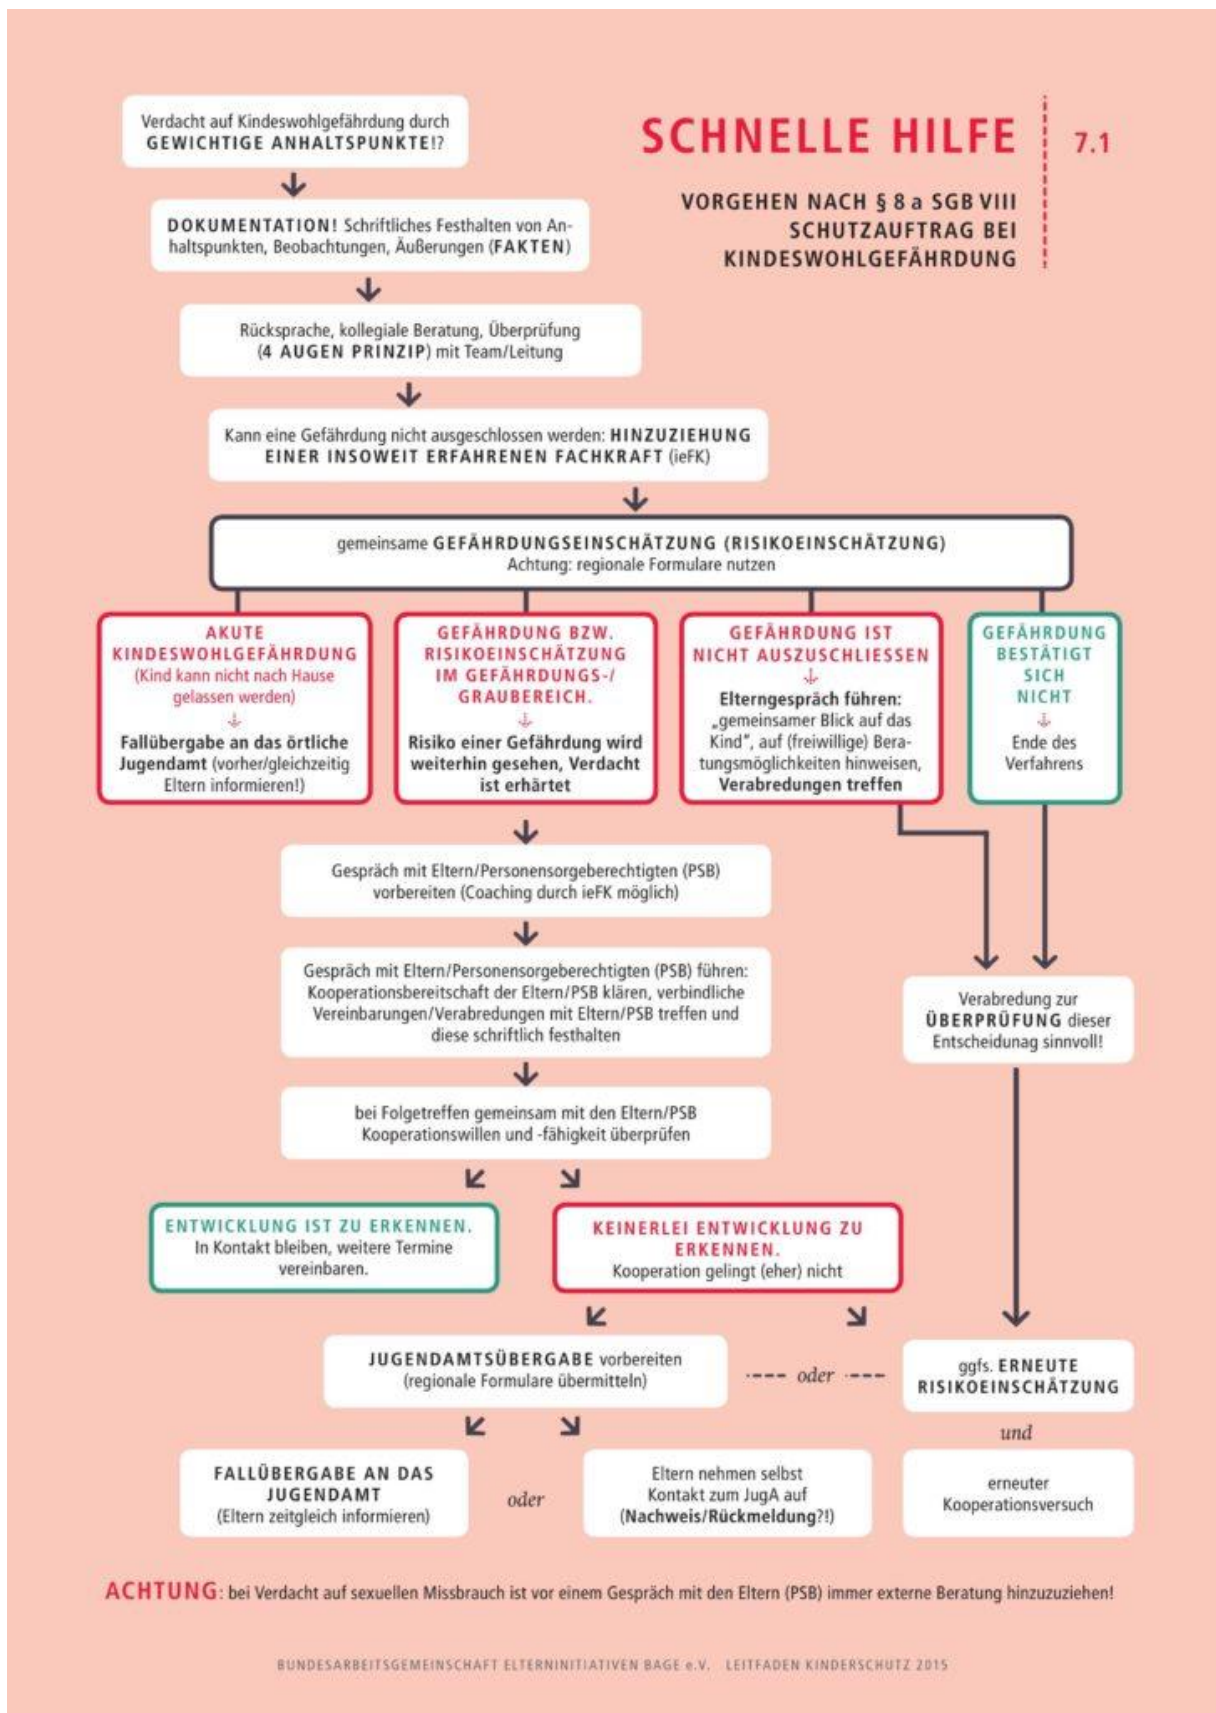 Verdacht auf Kindeswohlgefährdung durch
GEWICHTIGE ANHALTSPUNKTE!?
SCHNELLE HILFE
7.1
VORGEHEN NACH § 8 a SGB VIII
SCHUTZAUFTRAG BEI
KINDESWOHLGEFÄHRDUNG
DOKUMENTATION! Schriftliches Festhalten von An-
haltspunkten, Beobachtungen, Äußerungen (FAKTEN)
Rücksprache, kollegiale Beratung, Überprüfung
(4 AUGEN PRINZIP) mit Team/Leitung
Kann eine Gefährdung nicht ausgeschlossen werden: HINZUZIEHUNG
EINER INSOWEIT ERFAHRENEN FACHKRAFT (ieFK)
gemeinsame GEFÄHRDUNGSEINSCHÄTZUNG (RISIKOEINSCHÄTZUNG)
Achtung: regionale Formulare nutzen
AKUTE
KINDESWOHLGEFÄHRDUNG
(Kind kann nicht nach Hause
gelassen werden)
Fallübergabe an das örtliche
Jugendamt (vorher/gleichzeitig
Eltern informieren!)
GEFÄHRDUNG BZW.
RISIKOEINSCHÄTZUNG
IM GEFÄHRDUNGS-/
GRAUBEREICH.
Risiko einer Gefährdung wird
weiterhin gesehen, Verdacht
ist erhärtet
GEFÄHRDUNG IST
NICHT AUSZUSCHLIESSEN
Elterngespräch führen:
„gemeinsamer Blick auf das
Kind", auf (freiwillige) Bera-
tungsmöglichkeiten hinweisen,
Verabredungen treffen
GEFÄHRDUNG
BESTÄTIGT
SICH
NICHT
Ende des
Verfahrens
Gespräch mit Eltern/Personensorgeberechtigten (PSB)
vorbereiten (Coaching durch ieFK möglich)
Gespräch mit Eltern/Personensorgeberechtigten (PSB) führen:
Kooperationsbereitschaft der Eltern/PSB klären, verbindliche
Vereinbarungen/Verabredungen mit Eltern/PSB treffen und
diese schriftlich festhalten
Verabredung zur
ÜBERPRÜFUNG dieser
Entscheidunag sinnvoll!
bei Folgetreffen gemeinsam mit den Eltern/PSB
Kooperationswillen und -fähigkeit überprüfen
ENTWICKLUNG IST ZU ERKENNEN.
In Kontakt bleiben, weitere Termine
vereinbaren.
KEINERLEI ENTWICKLUNG ZU
ERKENNEN.
Kooperation gelingt (eher) nicht
JUGENDAMTSÜBERGABE vorbereiten
(regionale Formulare übermitteln)
oder
ggfs. ERNEUTE
RISIKOEINSCHÄTZUNG
und
FALLÜBERGABE AN DAS
JUGENDAMT
(Eltern zeitgleich informieren)
oder
Eltern nehmen selbst
Kontakt zum JugA auf
(Nachweis/Rückmeldung?!)
erneuter
Kooperationsversuch
ACHTUNG: bei Verdacht auf sexuellen Missbrauch ist vor einem Gespräch mit den Eltern (PSB) immer externe Beratung hinzuzuziehen!
BUNDESARBEITSGEMEINSCHAFT ELTERNINITIATIVEN BAGE e.V. LEITFADEN KINDERSCHUTZ 2015